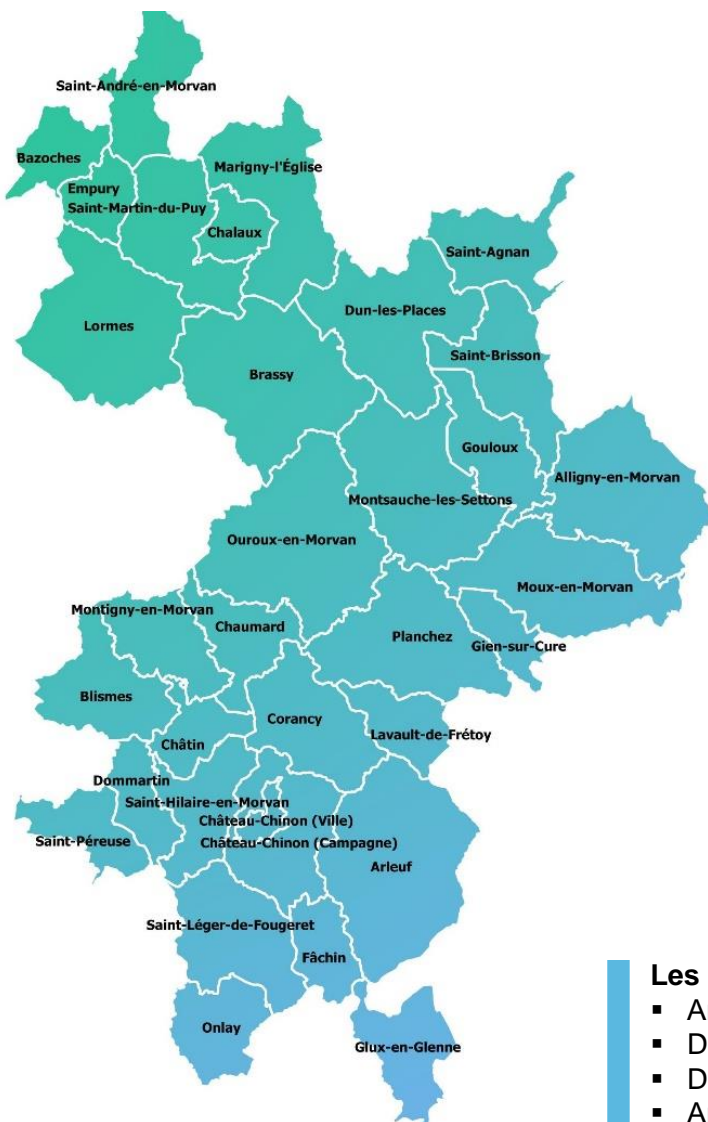 Saint-André-en-Morvan
Bazoches
Marigny-l'Église
Empury
Saint-Martin-du-Puy
Chalaux
Saint-Agnan
Dun-les-Places
Lormes
Saint-Brisson
Brassy
Gouloux
Alligny-en-Morvan
Montsauche-les-Settons
Ouroux-en-Morvan
Moux-en-Morvan
Montigny-en-Morvan
Chaumard
Planchez
Gien-sur-Cure
Blismes
Corancy
Lavault-de-Frétoy
Châtin
Dommartin
Saint-Hilaire-en-Morvan
Château-Chinon (Ville)
Saint-Péreuse
Château-Chinon (Campagne)
Arleuf
Saint-Léger-de-Fougeret
Fâchin
Onlay
Glux-en-Glenne
Les
▪ A
▪ D
▪ D
▪ A